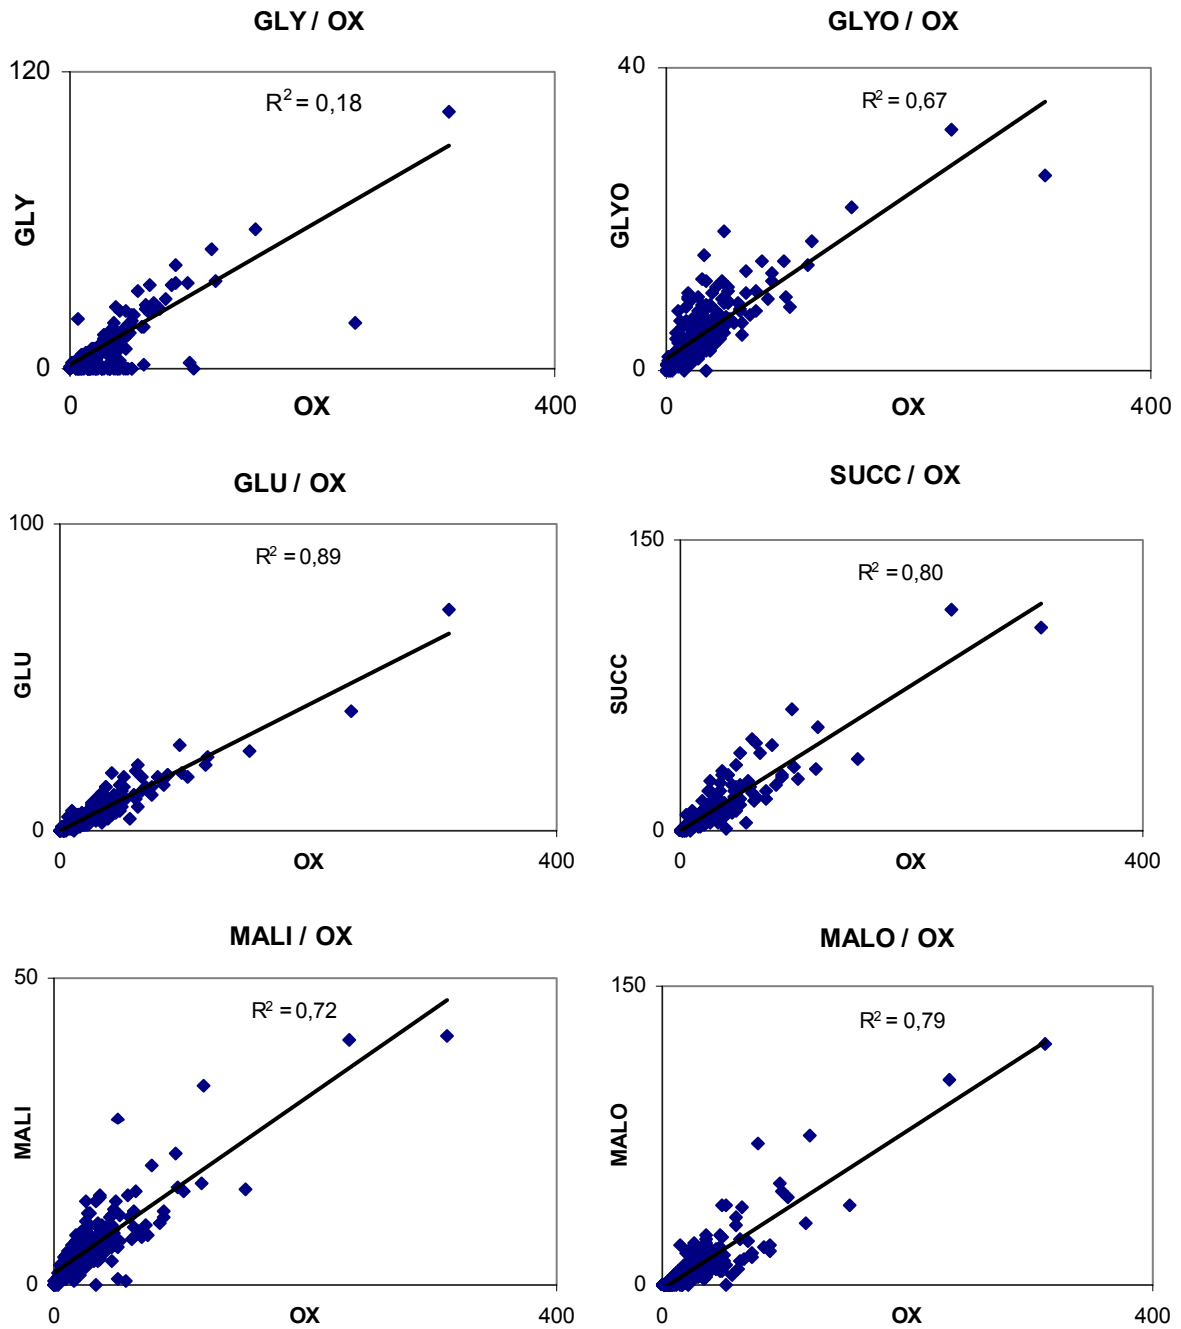 GLY / OX
120
R² = 0,18
GLY
0
0
OX
400
GLYO / OX
40
R² = 0,67
GLYO
0
0
OX
400
GLU / OX
100
R² = 0,89
GLU
0
0
OX
400
SUCC / OX
150
R² = 0,80
SUCC
0
0
OX
400
MALI / OX
50
R² = 0,72
MALI
0
0
OX
400
MALO / OX
150
R² = 0,79
MALO
0
0
OX
400